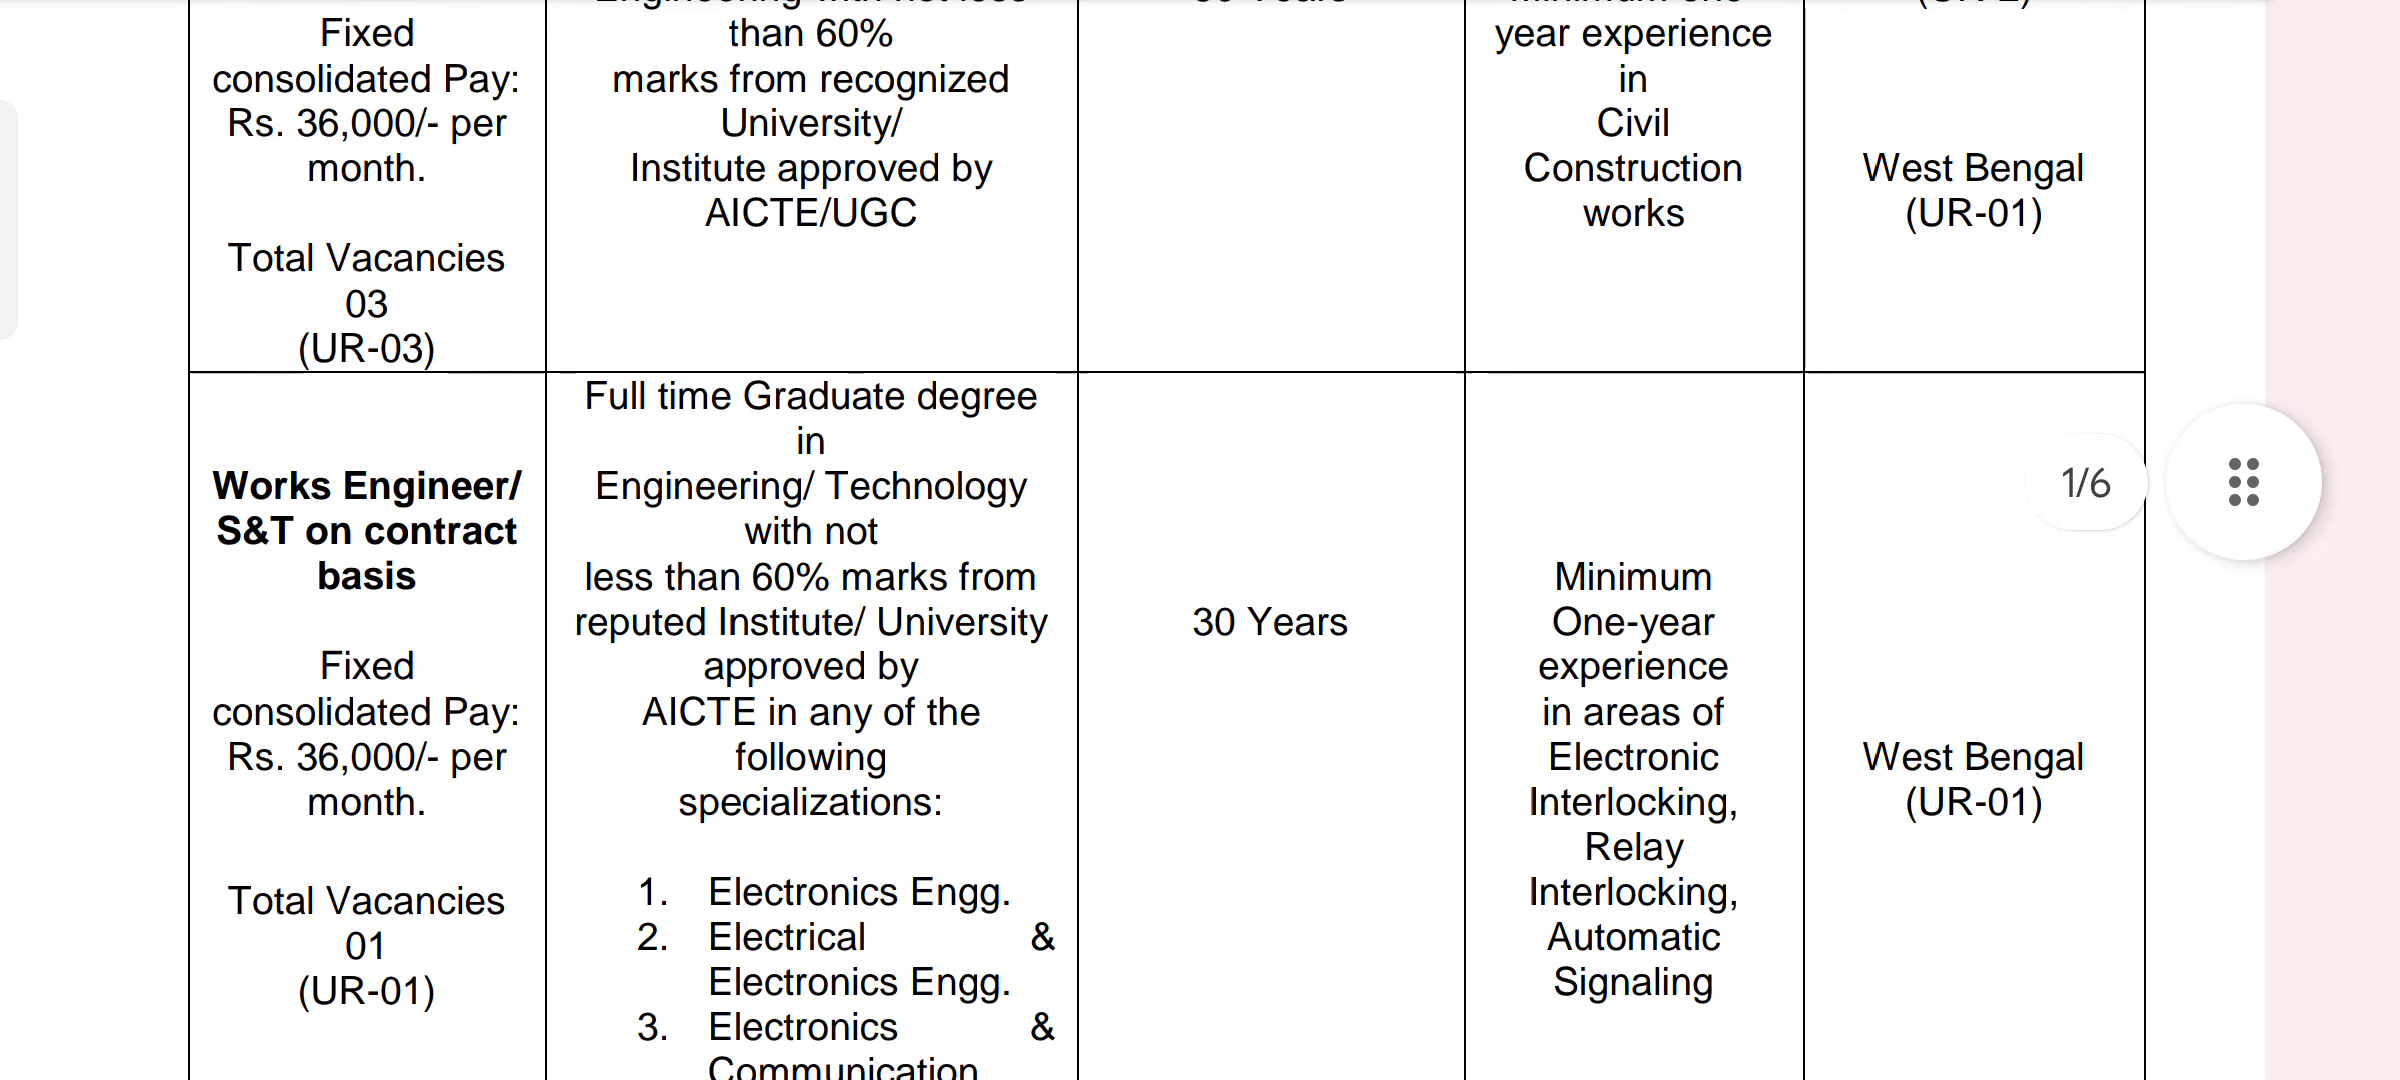 Fixed
consolidated Pay:
Rs. 36,000/- per
month.
Total Vacancies
03
(UR-03)
than 60%
marks from recognized
University/
Institute approved by
AICTE/UGC
year experience
in
Civil
Construction
works
West Bengal
(UR-01)
Works Engineer/
S&T on contract
basis
Fixed
consolidated Pay:
Rs. 36,000/- per
month.
Total Vacancies
01
(UR-01)
Full time Graduate degree
in
Engineering/ Technology
with not
less than 60% marks from
reputed Institute/ University
approved by
AICTE in any of the
following
specializations:
1. Electronics Engg.
2. Electrical &
Electronics Engg.
3. Electronics &
Communication
30 Years
Minimum
One-year
experience
in areas of
Electronic
Interlocking,
Relay
Interlocking,
Automatic
Signaling
West Bengal
(UR-01)
1/6